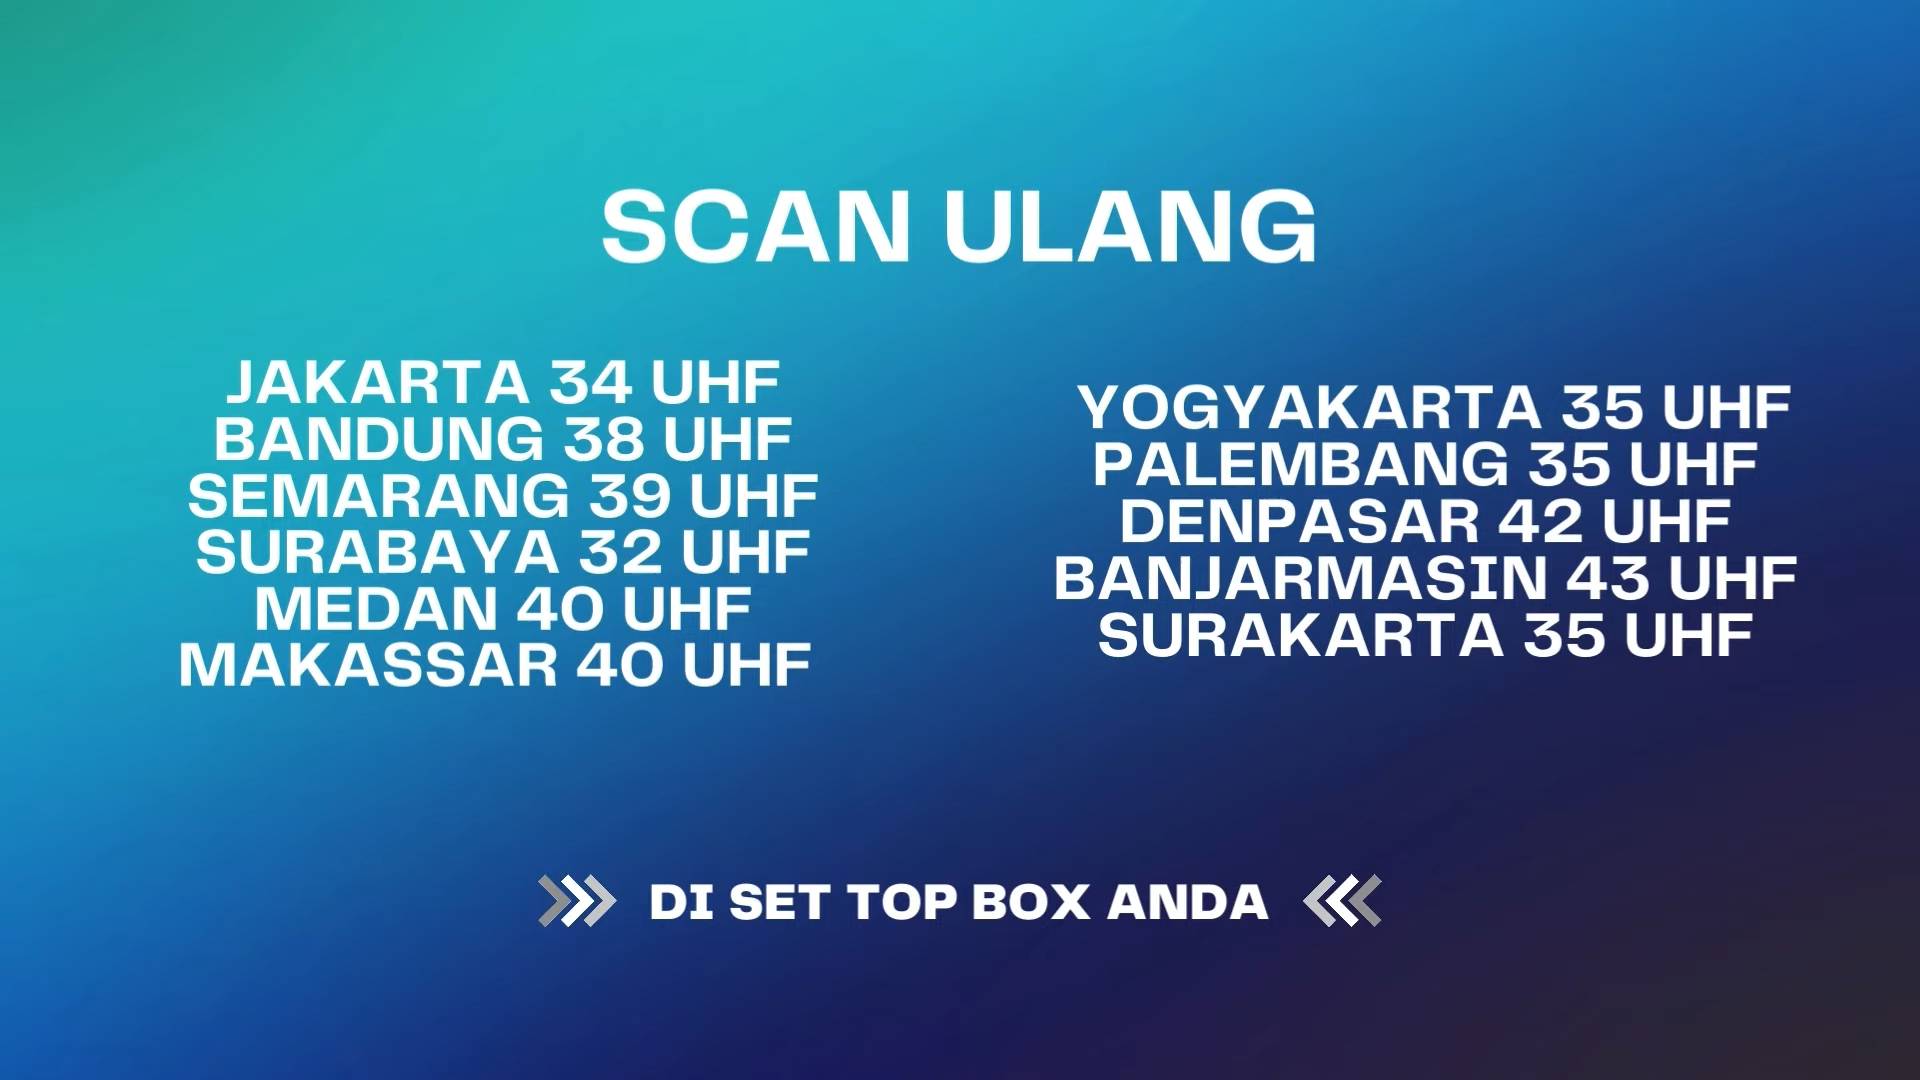 SCAN ULANG
JAKARTA 34 UHF
BANDUNG 38 UHF
SEMARANG 39 UHF
SURABAYA 32 UHF
MEDAN 40 UHF
MAKASSAR 40 UHF
YOGYAKARTA 35 UHF
PALEMBANG 35 UHF
DENPASAR 42 UHF
BANJARMASIN 43 UHF
SURAKARTA 35 UHF
DI SET TOP BOX ANDA